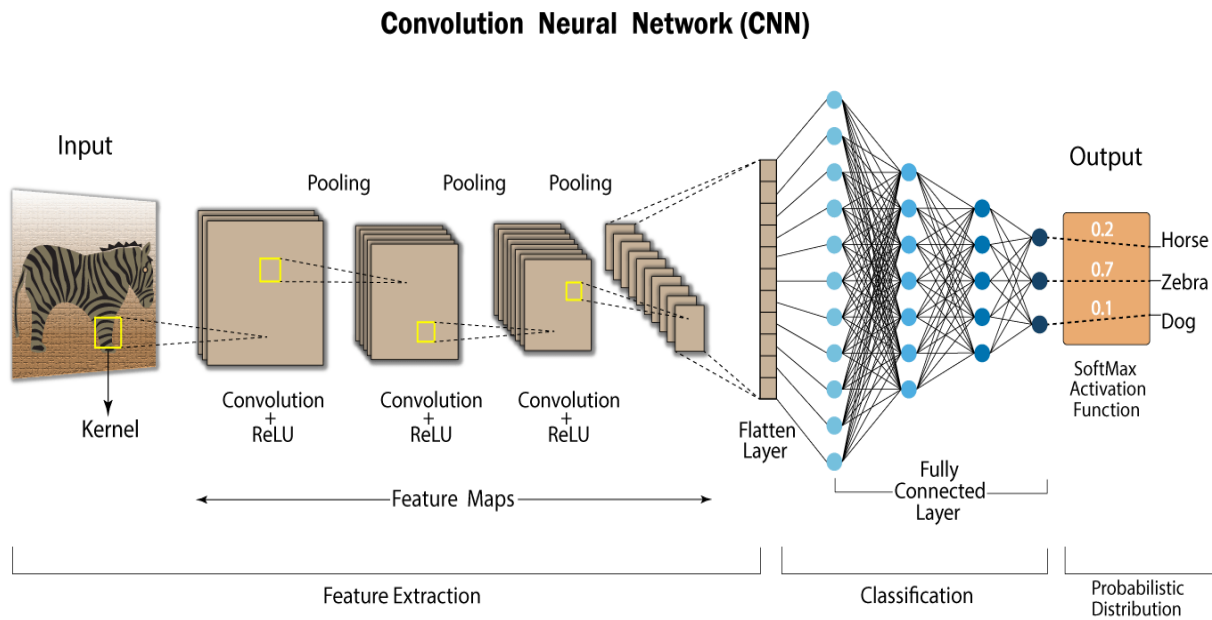 Convolution Neural Network (CNN)
Input
Output
Pooling
Pooling
Pooling
0.2
Horse
0.7
Zebra
0.1
Dog
SoftMax
Activation
Function
Kernel
Convolution
+
ReLU
Convolution
+
ReLU
Convolution
+
ReLU
Flatten
Layer
Fully
Connected
Layer
Feature Maps
Feature Extraction
Classification
Probabilistic
Distribution